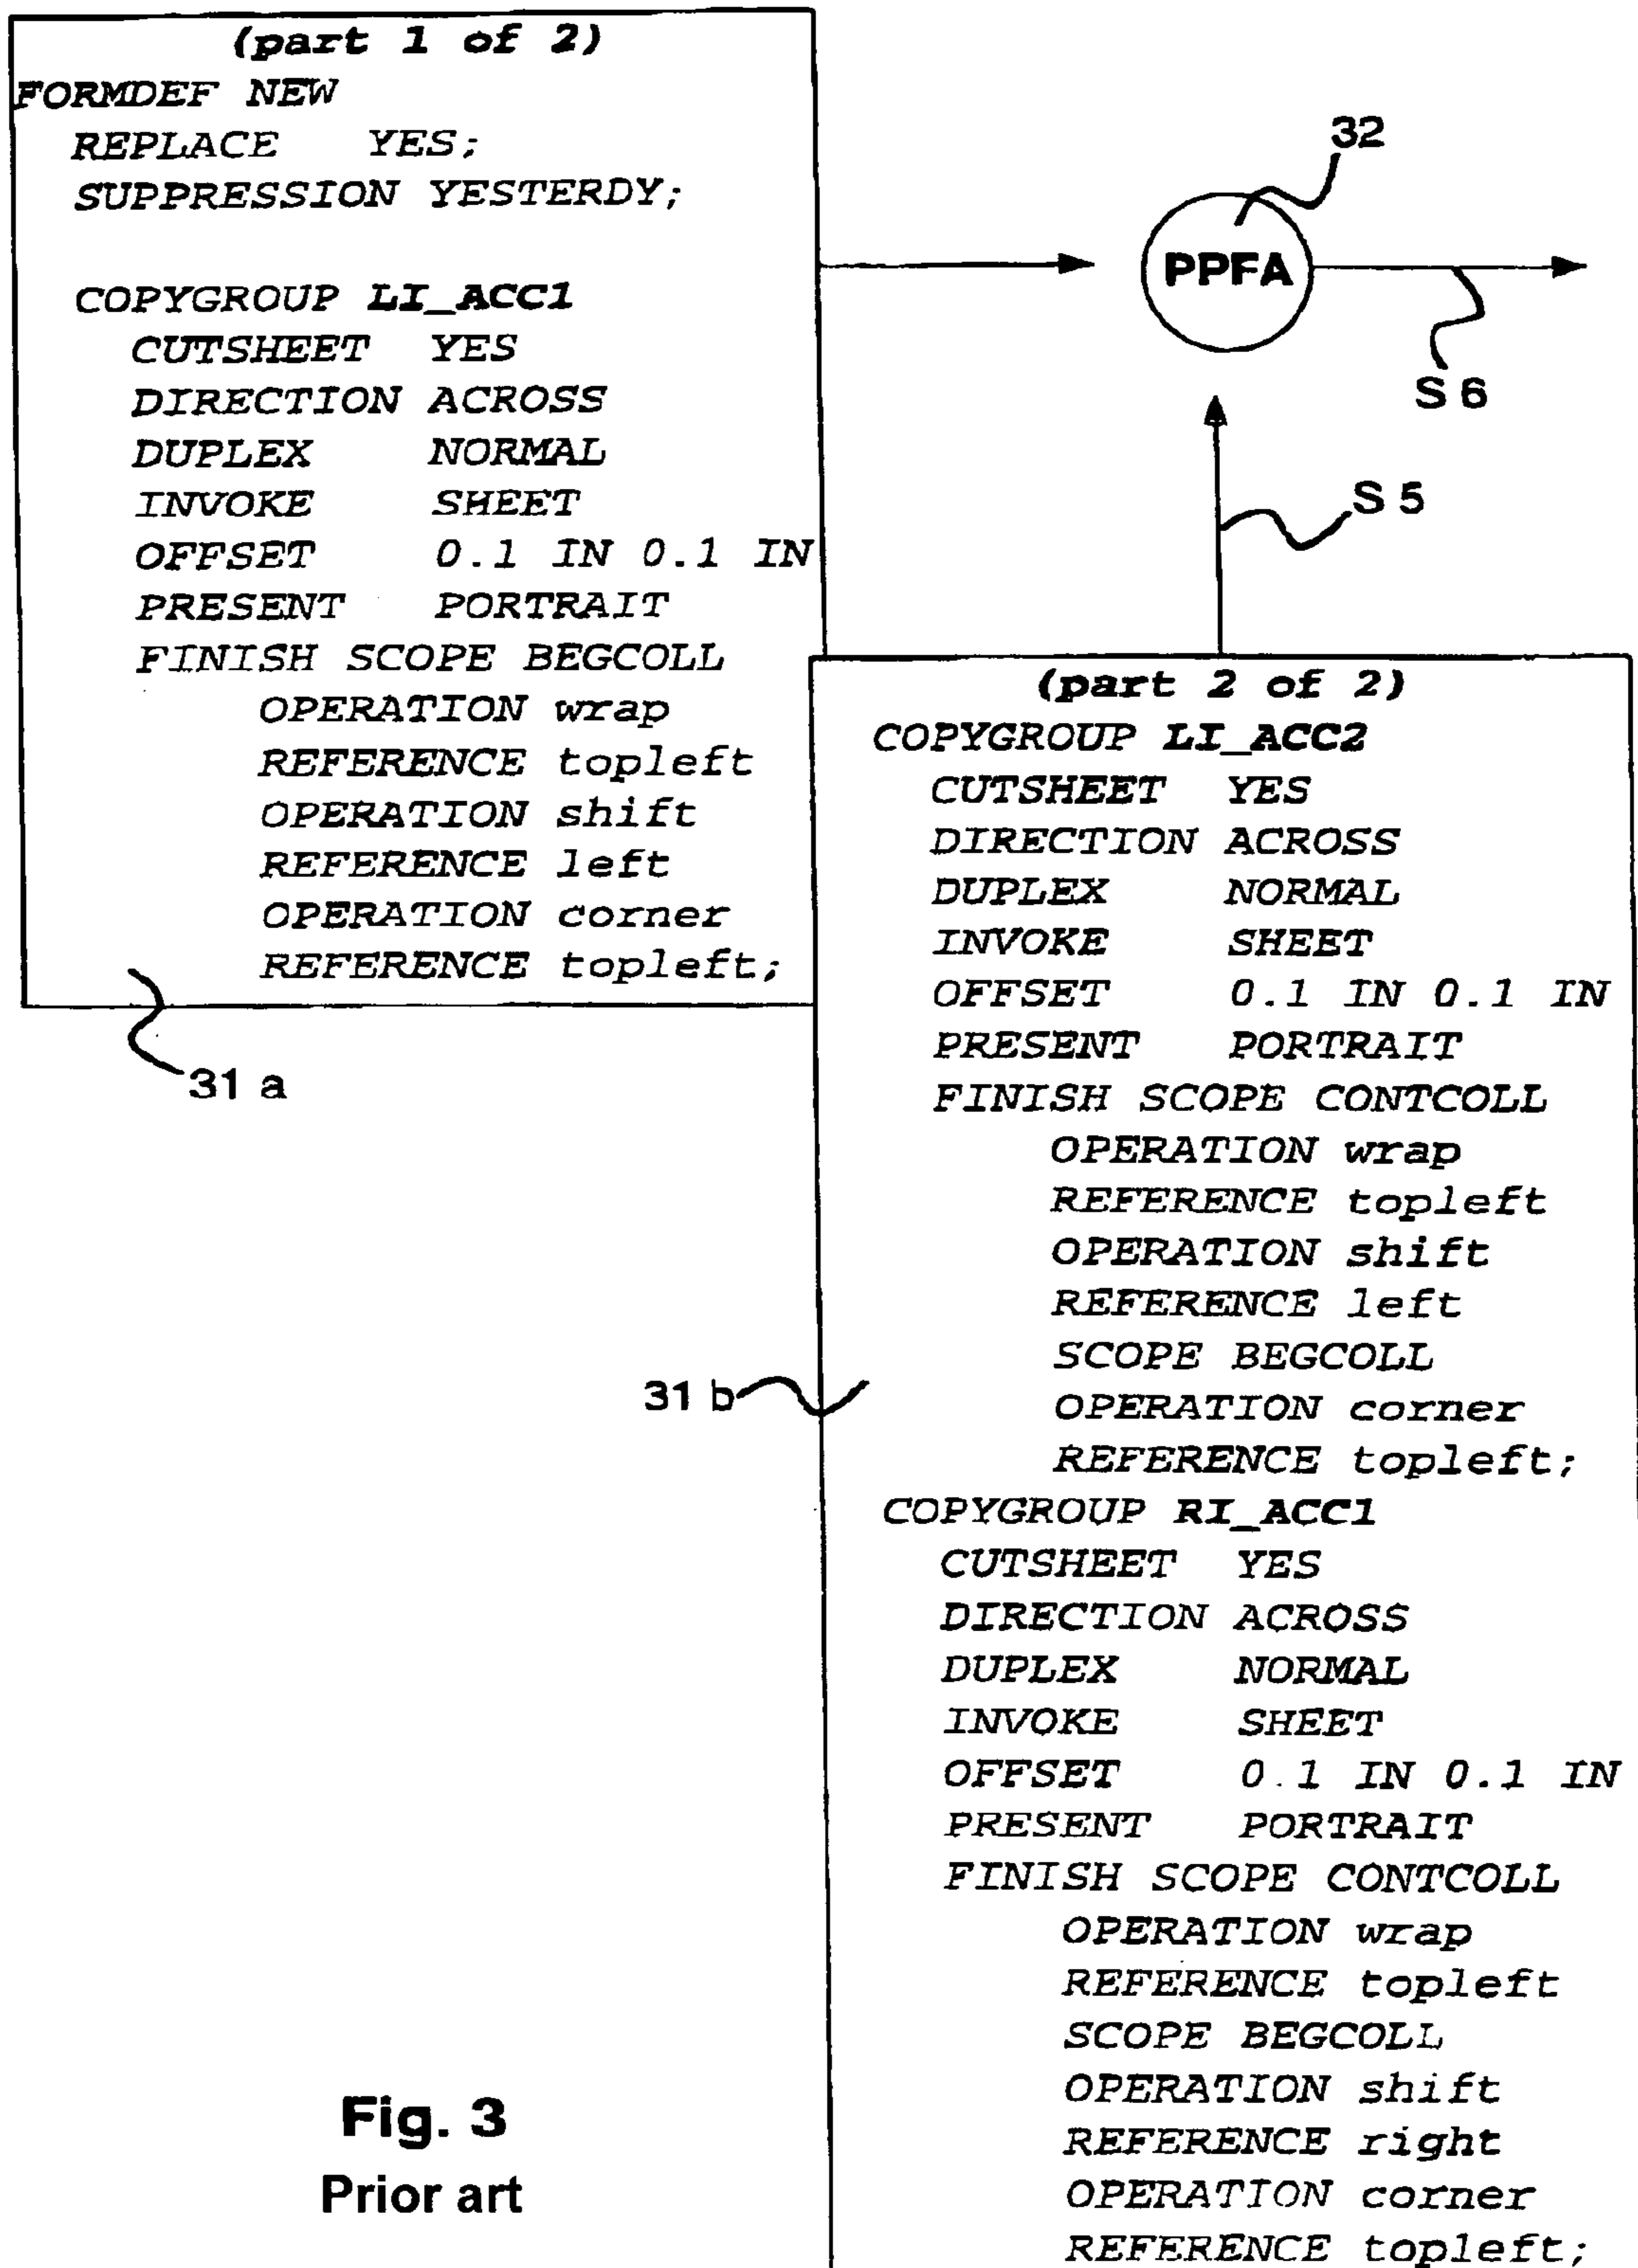 (part 1 of 2)
FORMDEF NEW
REPLACE YES;
SUPPRESSION YESTERDY;
COPYGROUP LI_ACC1
CUTSHEET YES
DIRECTION ACROSS
DUPLEX NORMAL
INVOKE SHEET
OFFSET 0.1 IN 0.1 IN
PRESENT PORTRAIT
FINISH SCOPE BEGCOLL
OPERATION wrap
REFERENCE topleft
OPERATION shift
REFERENCE left
OPERATION corner
REFERENCE topleft;
31 a
32
PPFA
S 6
S 5
(part 2 of 2)
COPYGROUP LI_ACC2
CUTSHEET YES
DIRECTION ACROSS
DUPLEX NORMAL
INVOKE SHEET
OFFSET 0.1 IN 0.1 IN
PRESENT PORTRAIT
FINISH SCOPE CONTCOLL
OPERATION wrap
REFERENCE topleft
OPERATION shift
REFERENCE left
SCOPE BEGCOLL
OPERATION corner
REFERENCE topleft;
COPYGROUP RI_ACC1
CUTSHEET YES
DIRECTION ACROSS
DUPLEX NORMAL
INVOKE SHEET
OFFSET 0.1 IN 0.1 IN
PRESENT PORTRAIT
FINISH SCOPE CONTCOLL
OPERATION wrap
REFERENCE topleft
SCOPE BEGCOLL
OPERATION shift
REFERENCE right
OPERATION corner
REFERENCE topleft;
31 b
Fig. 3
Prior art